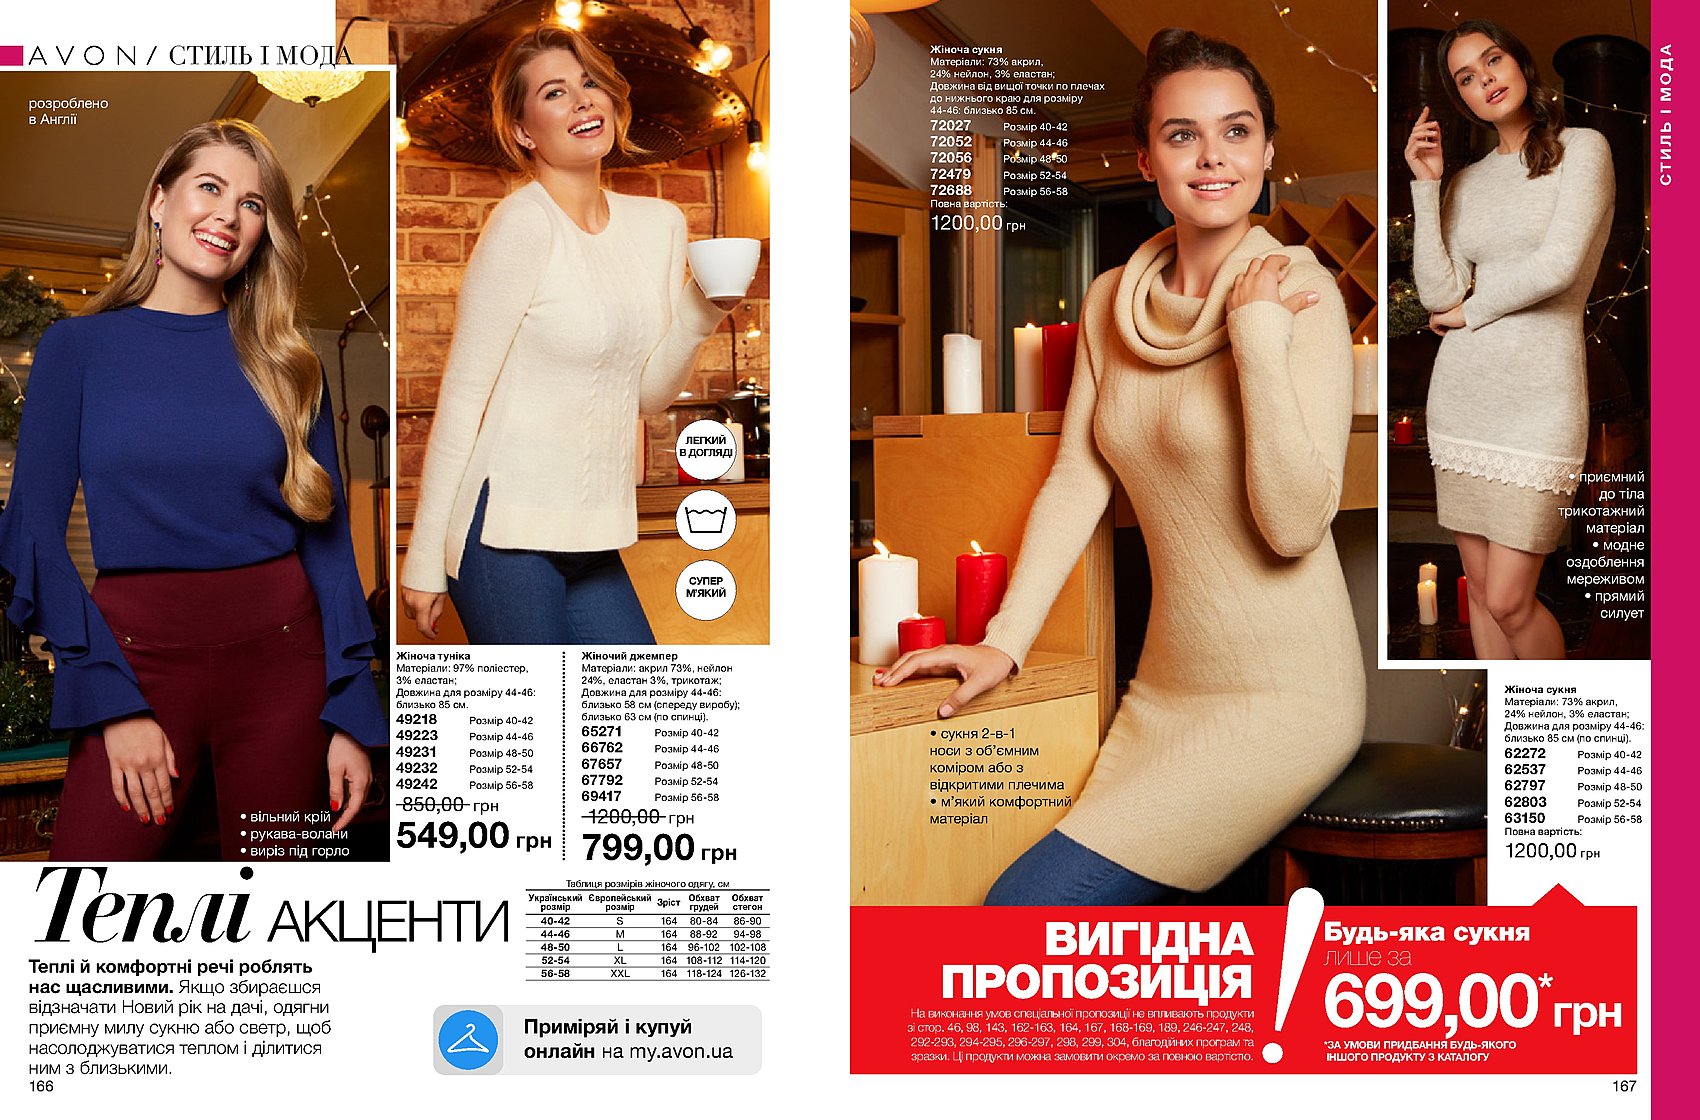 AVON / СТИЛЬ І МОДА
розроблено
в Англії
• вільний крій
• рукава-волани
• виріз під горло
ЛЕГКИЙ
В ДОГЛЯДІ
СУПЕР
М'ЯКИЙ
Жіноча туніка
Матеріали: 97% поліестер,
3% еластан;
Довжина для розміру 44-46:
близько 85 см.
49218 Розмір 40-42
49223 Розмір 44-46
49231 Розмір 48-50
49232 Розмір 52-54
49242 Розмір 56-58
850,00 грн
549,00 грн
Жіночий джемпер
Матеріали: акрил 73%, нейлон
24%, еластан 3%, трикотаж;
Довжина для розміру 44-46:
близько 58 см (спереду виробу);
близько 63 см (по спинці).
65271 Розмір 40-42
66762 Розмір 44-46
67657 Розмір 48-50
67792 Розмір 52-54
69417 Розмір 56-58
1200,00 грн
799,00 грн
Теплі АКЦЕНТИ
Теплі й комфортні речі роблять
нас щасливими. Якщо збираєшся
відзначати Новий рік на дачі, одягни
приємну милу сукню або светр, щоб
насолоджуватися теплом і ділитися
ним з близькими.
166
Таблиця розмірів жіночого одягу, см
Український розмір Європейський розмір Зріст Обхват грудей Обхват стегон
40-42 S 164 80-84 86-90
44-46 M 164 88-92 94-98
48-50 L 164 96-102 102-108
52-54 XL 164 108-112 114-120
56-58 XXL 164 118-124 126-132
Приміряй і купуй
онлайн на my.avon.ua
Жіноча сукня
Матеріали: 73% акрил,
24% нейлон, 3% еластан;
Довжина від вищої точки по плечах
до нижнього краю для розміру
44-46: близько 85 см.
72027 Розмір 40-42
72052 Розмір 44-46
72056 Розмір 48-50
72479 Розмір 52-54
72688 Розмір 56-58
Повна вартість:
1200,00 грн
• сукня 2-в-1
носи з об’ємним
коміром або з
відкритими плечима
• м’який комфортний
матеріал
СТИЛЬ І МОДА
• приємний
до тіла
трикотажний
матеріал
• модне
оздоблення
мереживом
• прямий
силует
Жіноча сукня
Матеріали: 73% акрил,
24% нейлон, 3% еластан;
Довжина для розміру 44-46:
близько 85 см (по спинці).
62272 Розмір 40-42
62537 Розмір 44-46
62797 Розмір 48-50
62803 Розмір 52-54
63150 Розмір 56-58
Повна вартість:
1200,00 грн
ВИГІДНА
ПРОПОЗИЦІЯ!
На виконання умов спеціальної пропозиції не впливають продукти
зі стор. 46, 98, 143, 162-163, 164, 167, 168-169, 189, 246-247, 248,
292-293, 294-295, 296-297, 298, 299, 304, благодійних програм та
зразки. Ці продукти можна замовити окремо за повною вартістю.
Будь-яка сукня
лише за
699,00* грн
*ЗА УМОВИ ПРИДБАННЯ БУДЬ-ЯКОГО
ІНШОГО ПРОДУКТУ З КАТАЛОГУ
167